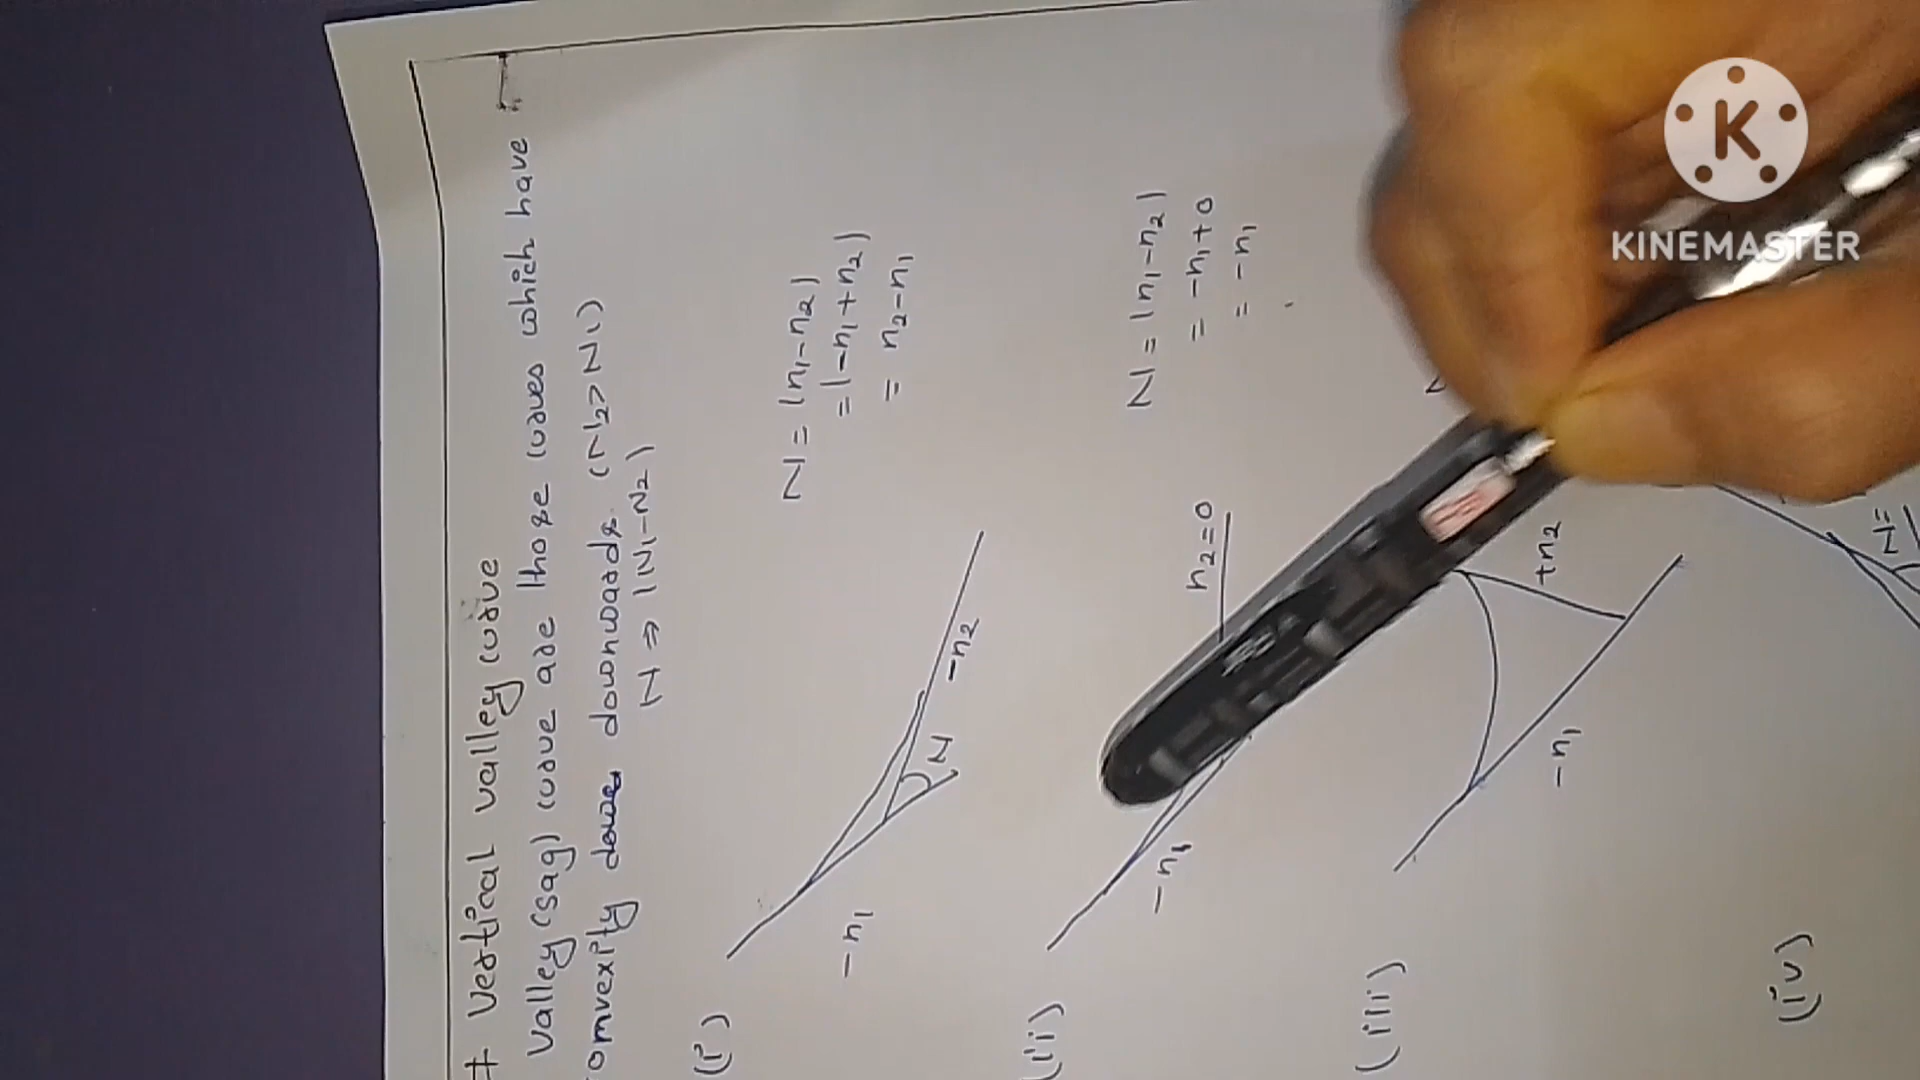 # Vertical valley curve
valley (sag) curve are those curves which have
convexity downwards. (N2>N1)
N ⇒ |N1-N2|
(i)
-n1
N
-n2
N = |n1-n2|
= |-n1+n2|
= n2-n1
(ii)
-n1
n2=0
N = |n1-n2|
= -n1+0
= -n1
(iii)
-n1
+n2
(iv)
N=
K
KINEMASTER